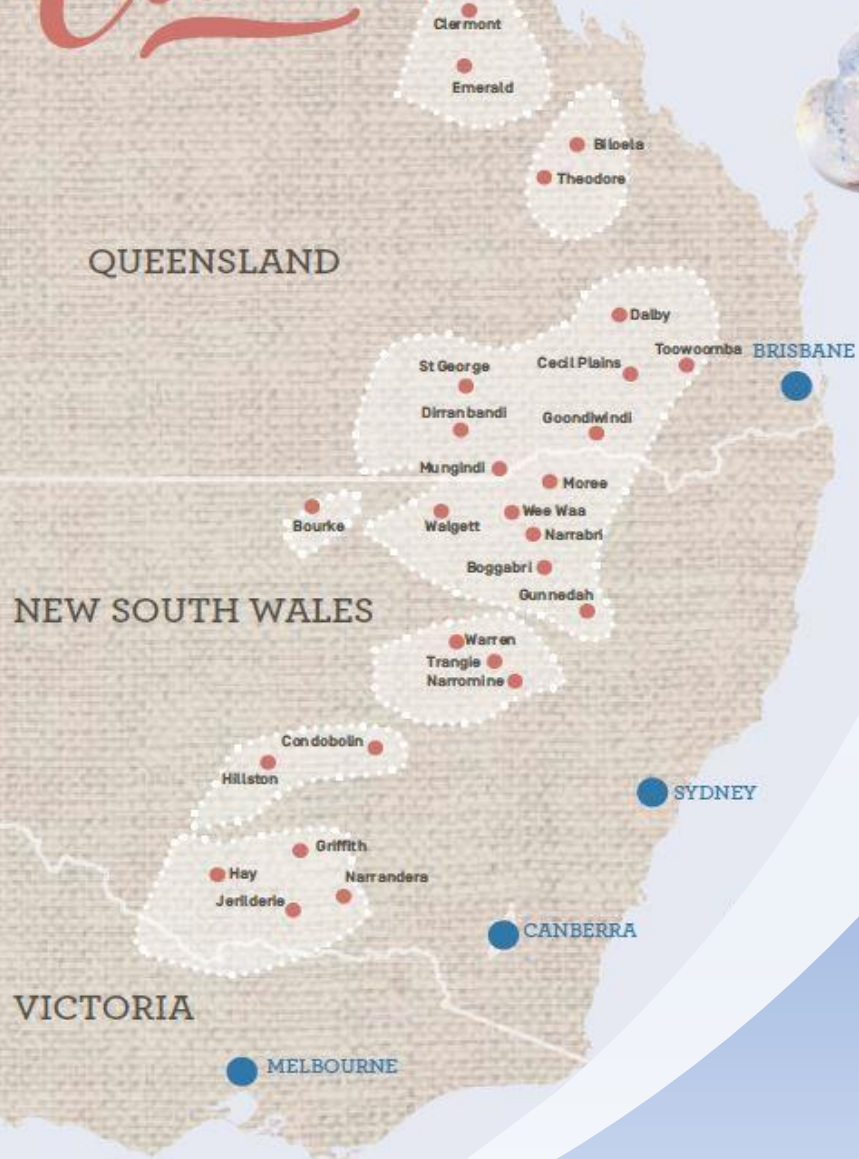 Clermont
Emerald
Biloela
Theodore
QUEENSLAND
Dalby
Toowoomba
BRISBANE
St George
Cecil Plains
Dirranbandi
Goondiwindi
Mungindi
Moree
Bourke
Walgett
Wee Waa
Narrabri
Boggabri
Gunnedah
NEW SOUTH WALES
Warren
Trangie
Narromine
Condobolin
Hillston
SYDNEY
Griffith
Hay
Narrandera
Jerilderie
CANBERRA
VICTORIA
MELBOURNE